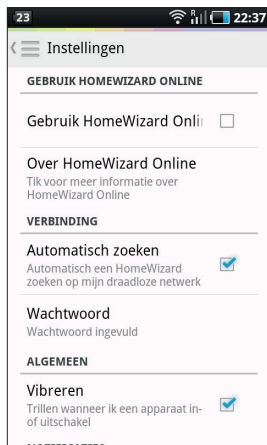 23
R
22:37
Instellingen
GEBRUIK HOMEWIZARD ONLINE
Gebruik HomeWizard Onli
Over HomeWizard Online
Tik voor meer informatie over
HomeWizard Online
VERBINDING
Automatisch zoeken
Automatisch een HomeWizard
zoeken op mijn draadloze netwerk
Wachtwoord
Wachtwoord ingevuld
ALGEMEEN
Vibreren
Trillen wanneer ik een apparaat in-
of uitschakel